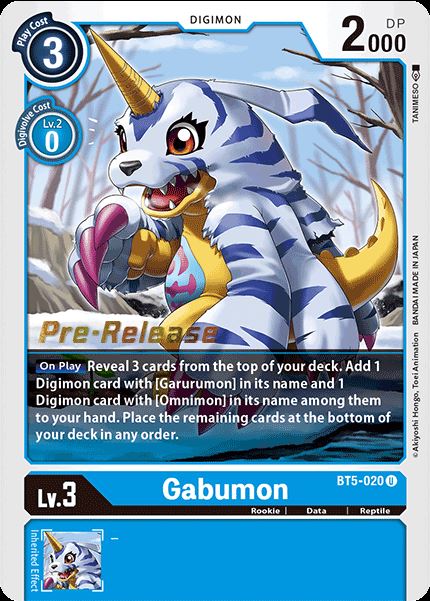 DIGIMON
Play Cost
3
DP
2000
Digivolve Cost
Lv.2
0
TANIMESO
Pre-Release
On Play Reveal 3 cards from the top of your deck. Add 1
Digimon card with [Garurumon] in its name and 1
Digimon card with [Omnimon] in its name among them
to your hand. Place the remaining cards at the bottom of
your deck in any order.
© Akiyoshi Hongo, Toei Animation BANDAI MADE IN JAPAN
Lv.3
Gabumon
BT5-020 U
Rookie | Data | Reptile
Inherited Effect
–